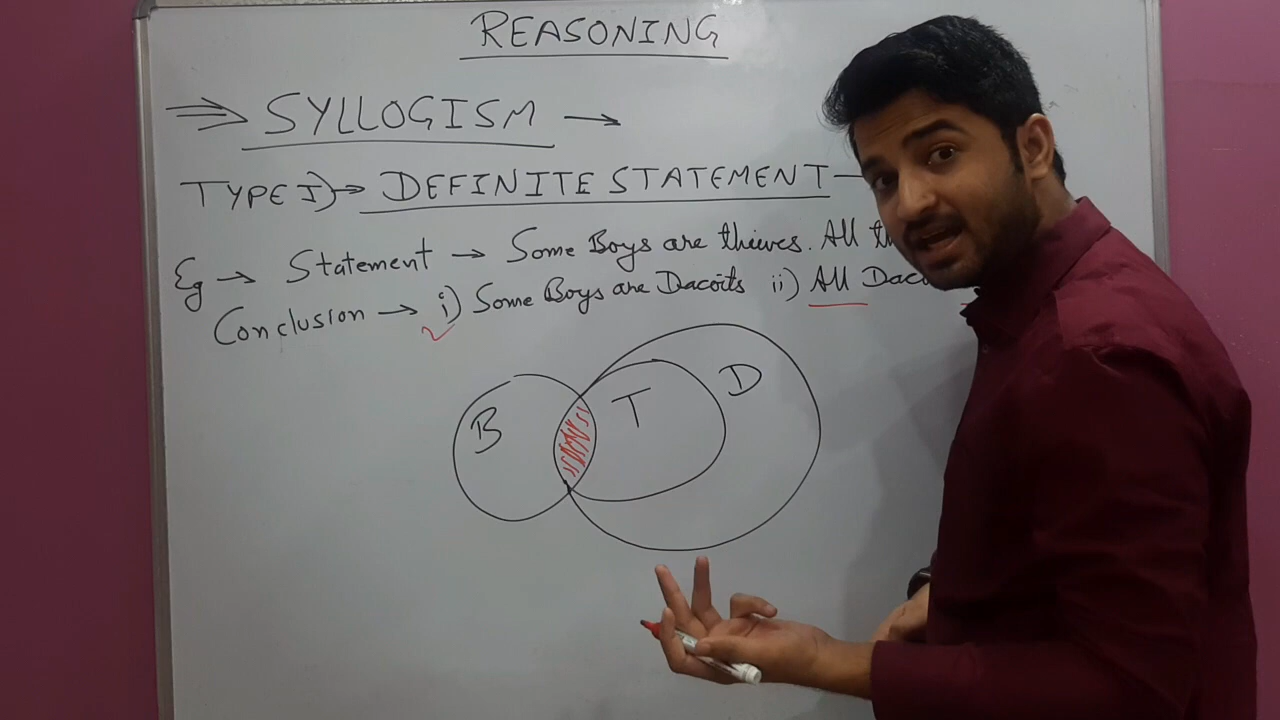 REASONING
⇒ SYLLOGISM →
TYPE I) → DEFINITE STATEMENT —
Eg → Statement → Some Boys are thieves. All
Conclusion → i) Some Boys are Dacoits ii) All
B T D